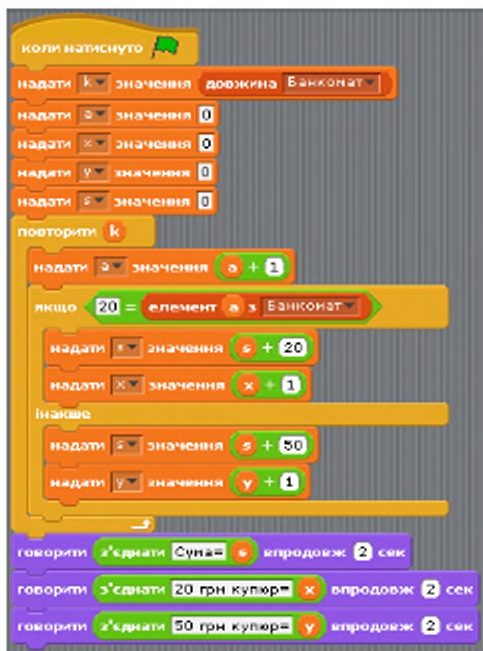 коли натиснуто
надати k значення довжина Банкомат
надати a значення 0
надати x значення 0
надати y значення 0
надати s значення 0
повторити k
надати a значення a + 1
якщо 20 = елемент a з Банкомат
надати s значення s + 20
надати x значення x + 1
інакше
надати s значення s + 50
надати y значення y + 1
говорити з'єднати Сума= s впродовж 2 сек
говорити з'єднати 20 грн купюр= x впродовж 2 сек
говорити з'єднати 50 грн купюр= y впродовж 2 сек